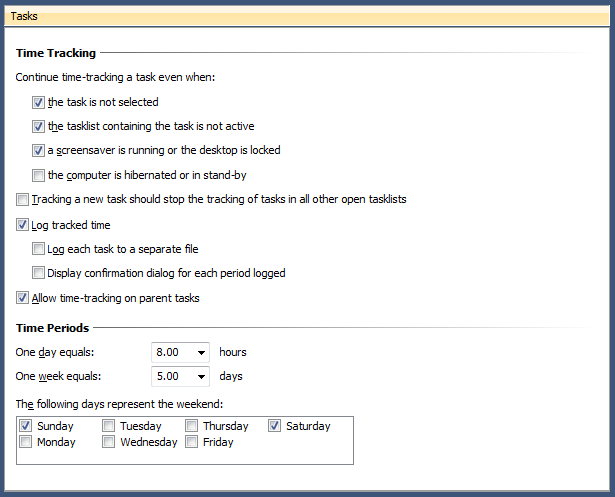 Tasks
Time Tracking
Continue time-tracking a task even when:
the task is not selected
the tasklist containing the task is not active
a screensaver is running or the desktop is locked
the computer is hibernated or in stand-by
Tracking a new task should stop the tracking of tasks in all other open tasklists
Log tracked time
Log each task to a separate file
Display confirmation dialog for each period logged
Allow time-tracking on parent tasks
Time Periods
One day equals: 8.00 hours
One week equals: 5.00 days
The following days represent the weekend:
Sunday Tuesday Thursday Saturday
Monday Wednesday Friday